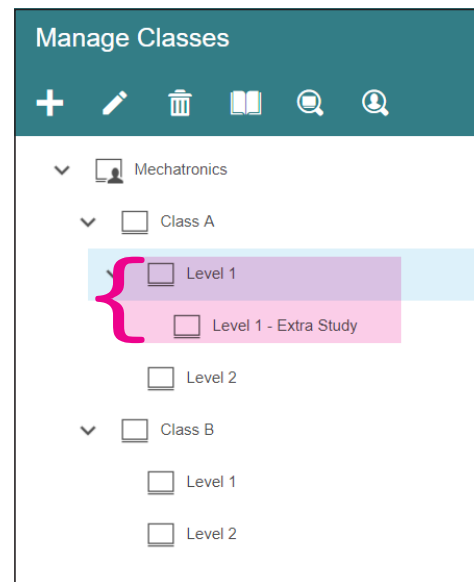 Manage Classes
Mechatronics
Class A
Level 1
Level 1 - Extra Study
Level 2
Class B
Level 1
Level 2